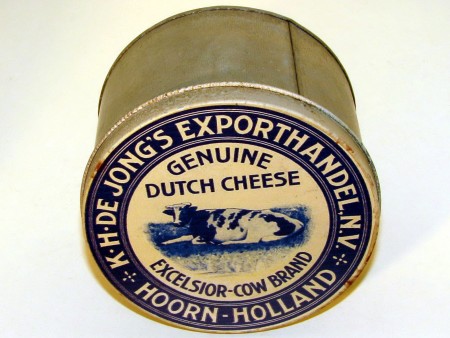 K·H·DE JONG'S EXPORTHANDEL, N.V.
GENUINE
DUTCH CHEESE
EXCELSIOR-COW BRAND
HOORN-HOLLAND